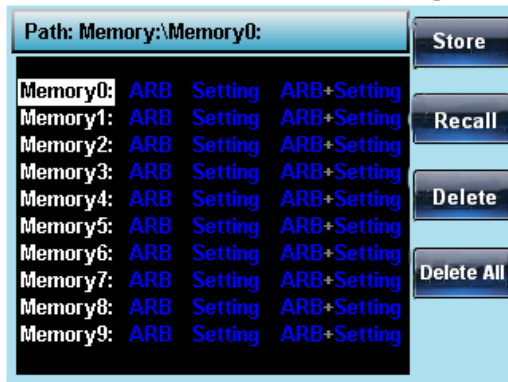 Path: Memory:\Memory0:
Store
Memory0: ARB Setting ARB+Setting
Memory1: ARB Setting ARB+Setting
Recall
Memory2: ARB Setting ARB+Setting
Memory3: ARB Setting ARB+Setting
Memory4: ARB Setting ARB+Setting
Delete
Memory5: ARB Setting ARB+Setting
Memory6: ARB Setting ARB+Setting
Memory7: ARB Setting ARB+Setting
Delete All
Memory8: ARB Setting ARB+Setting
Memory9: ARB Setting ARB+Setting